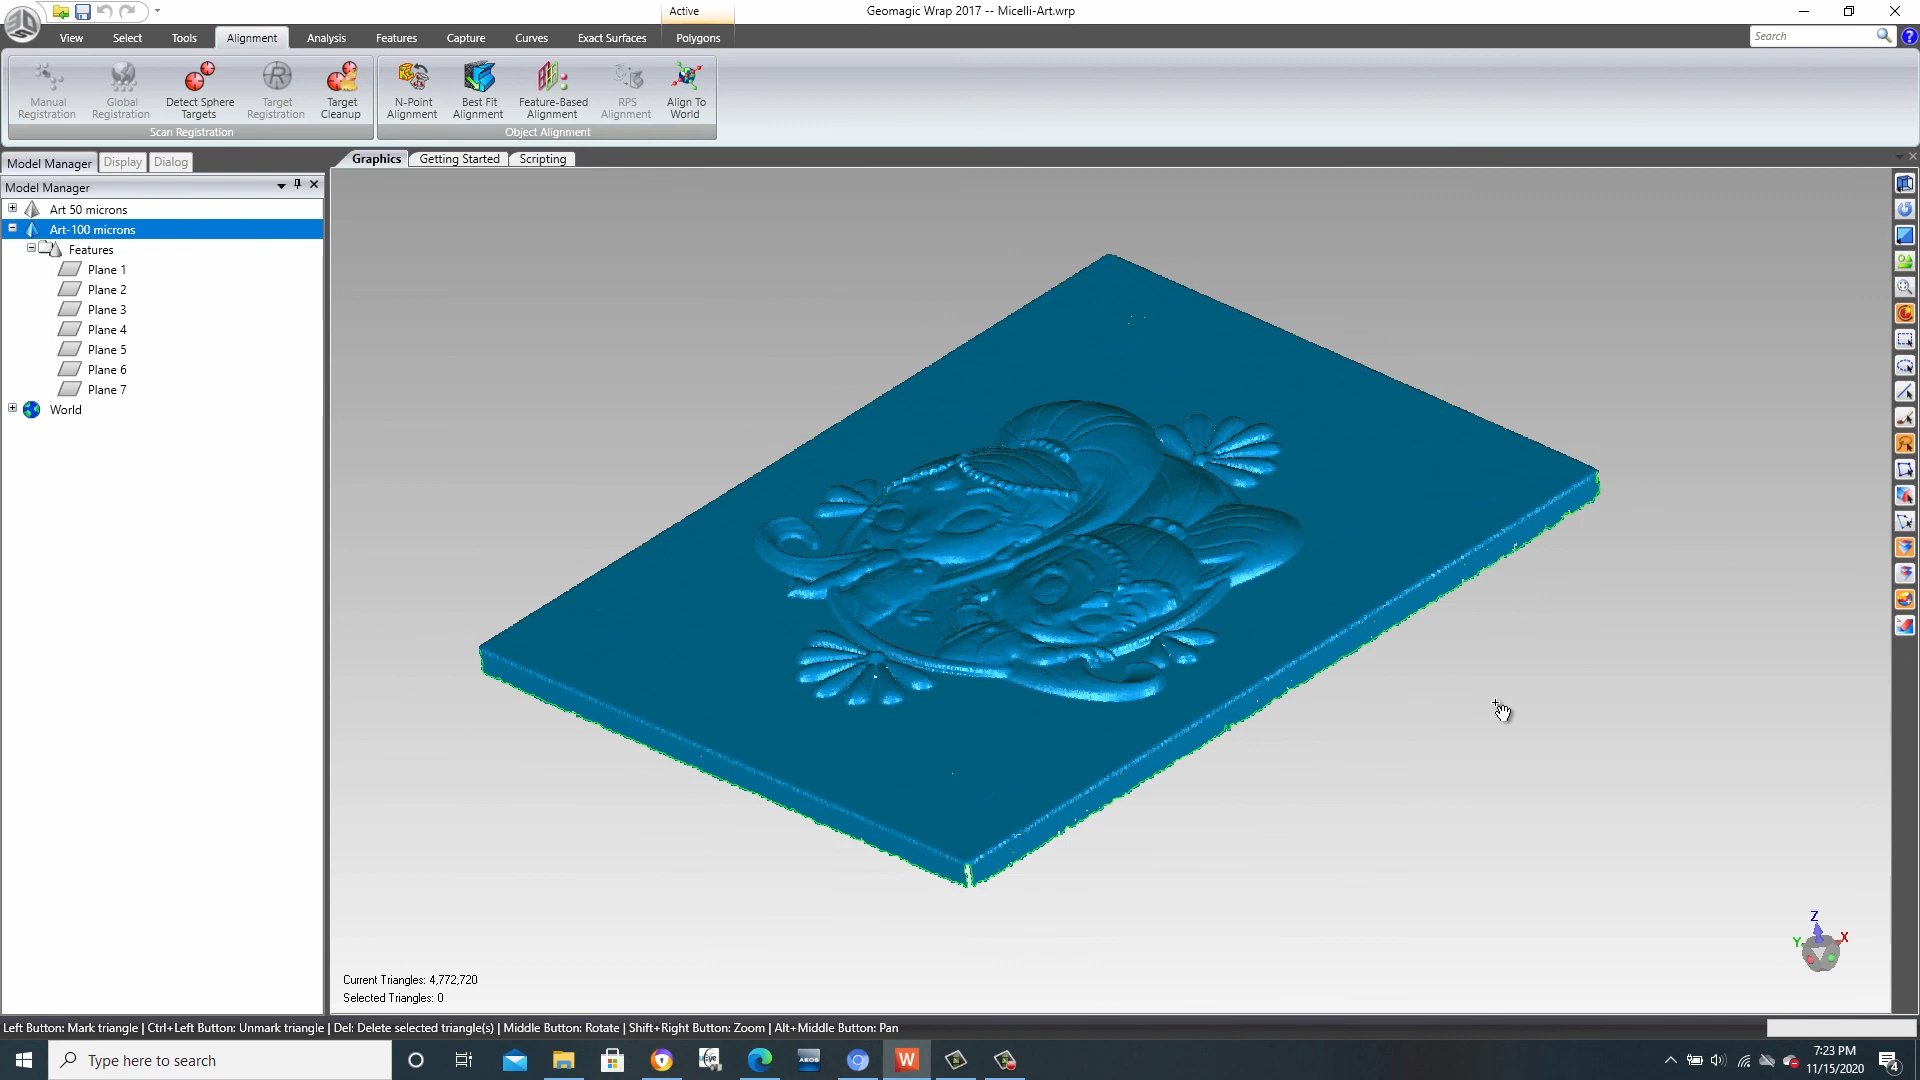 Active
Geomagic Wrap 2017 -- Micelli-Art.wrp
View Select Tools Alignment Analysis Features Capture Curves Exact Surfaces Polygons
Search
Manual Registration
Global Registration
Detect Sphere Targets
Target Registration
Target Cleanup
N-Point Alignment
Best Fit Alignment
Feature-Based Alignment
RPS Alignment
Align To World
Scan Registration
Object Alignment
Model Manager Display Dialog
Graphics Getting Started Scripting
Model Manager
Art 50 microns
Art-100 microns
Features
Plane 1
Plane 2
Plane 3
Plane 4
Plane 5
Plane 6
Plane 7
World
Z
Y
X
Current Triangles: 4,772,720
Selected Triangles: 0
Left Button: Mark triangle | Ctrl+Left Button: Unmark triangle | Del: Delete selected triangle(s) | Middle Button: Rotate | Shift+Right Button: Zoom | Alt+Middle Button: Pan
Type here to search
W
7:23 PM
11/15/2020
4